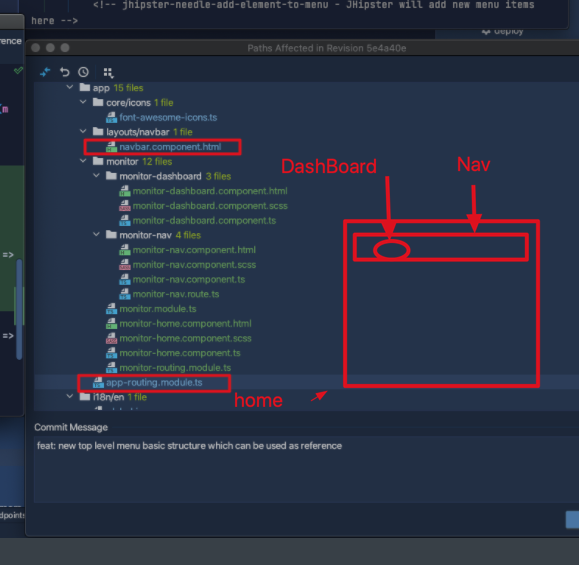 <!-- jhipster-needle-add-element-to-menu - JHipster will add new menu items
here -->
deploy
rence
Paths Affected in Revision 5e4a40e
app 15 files
core/icons 1 file
font-awesome-icons.ts
layouts/navbar 1 file
navbar.component.html
monitor 12 files
DashBoard
Nav
monitor-dashboard 3 files
monitor-dashboard.component.html
monitor-dashboard.component.scss
monitor-dashboard.component.ts
monitor-nav 4 files
monitor-nav.component.html
=>
monitor-nav.component.scss
monitor-nav.component.ts
monitor-nav.route.ts
monitor.module.ts
monitor-home.component.html
monitor-home.component.scss
=>
monitor-home.component.ts
monitor-routing.module.ts
app-routing.module.ts
home
i18n/en 1 file
Commit Message
feat: new top level menu basic structure which can be used as reference
dpoints